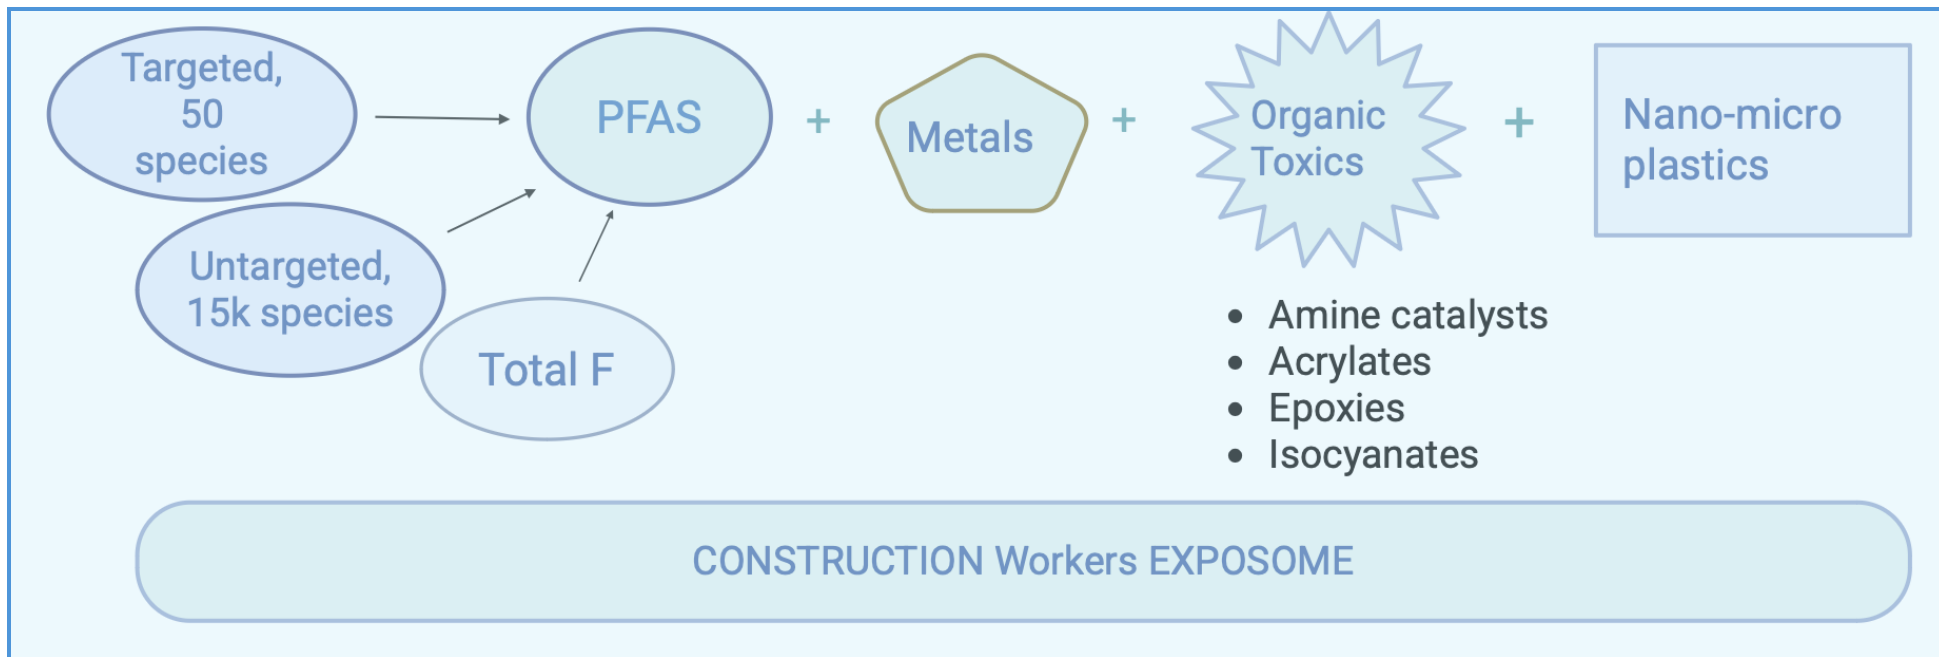 Targeted,
50
species
PFAS
+
Metals
+
Organic
Toxics
+
Nano-micro
plastics
Untargeted,
15k species
Total F
• Amine catalysts
• Acrylates
• Epoxies
• Isocyanates
CONSTRUCTION Workers EXPOSOME